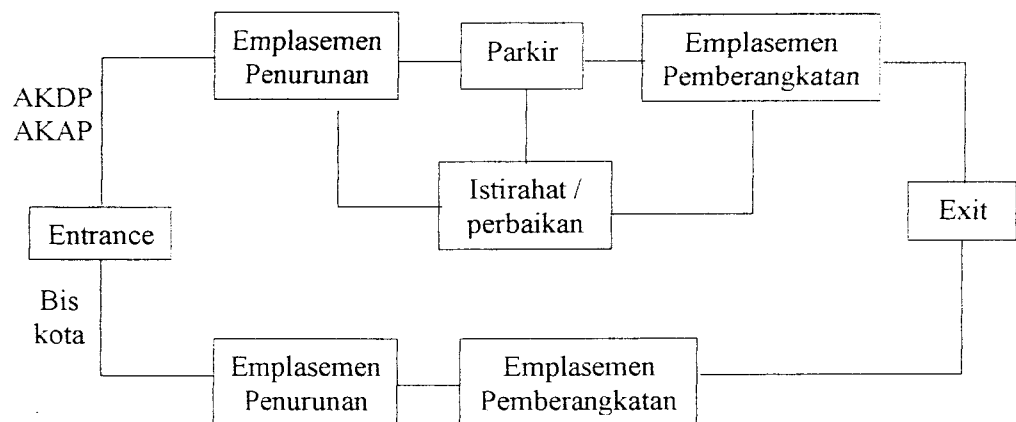 Emplasemen
Penurunan
Parkir
Emplasemen
Pemberangkatan
AKDP
AKAP
Istirahat /
perbaikan
Entrance
Exit
Bis
kota
Emplasemen
Penurunan
Emplasemen
Pemberangkatan